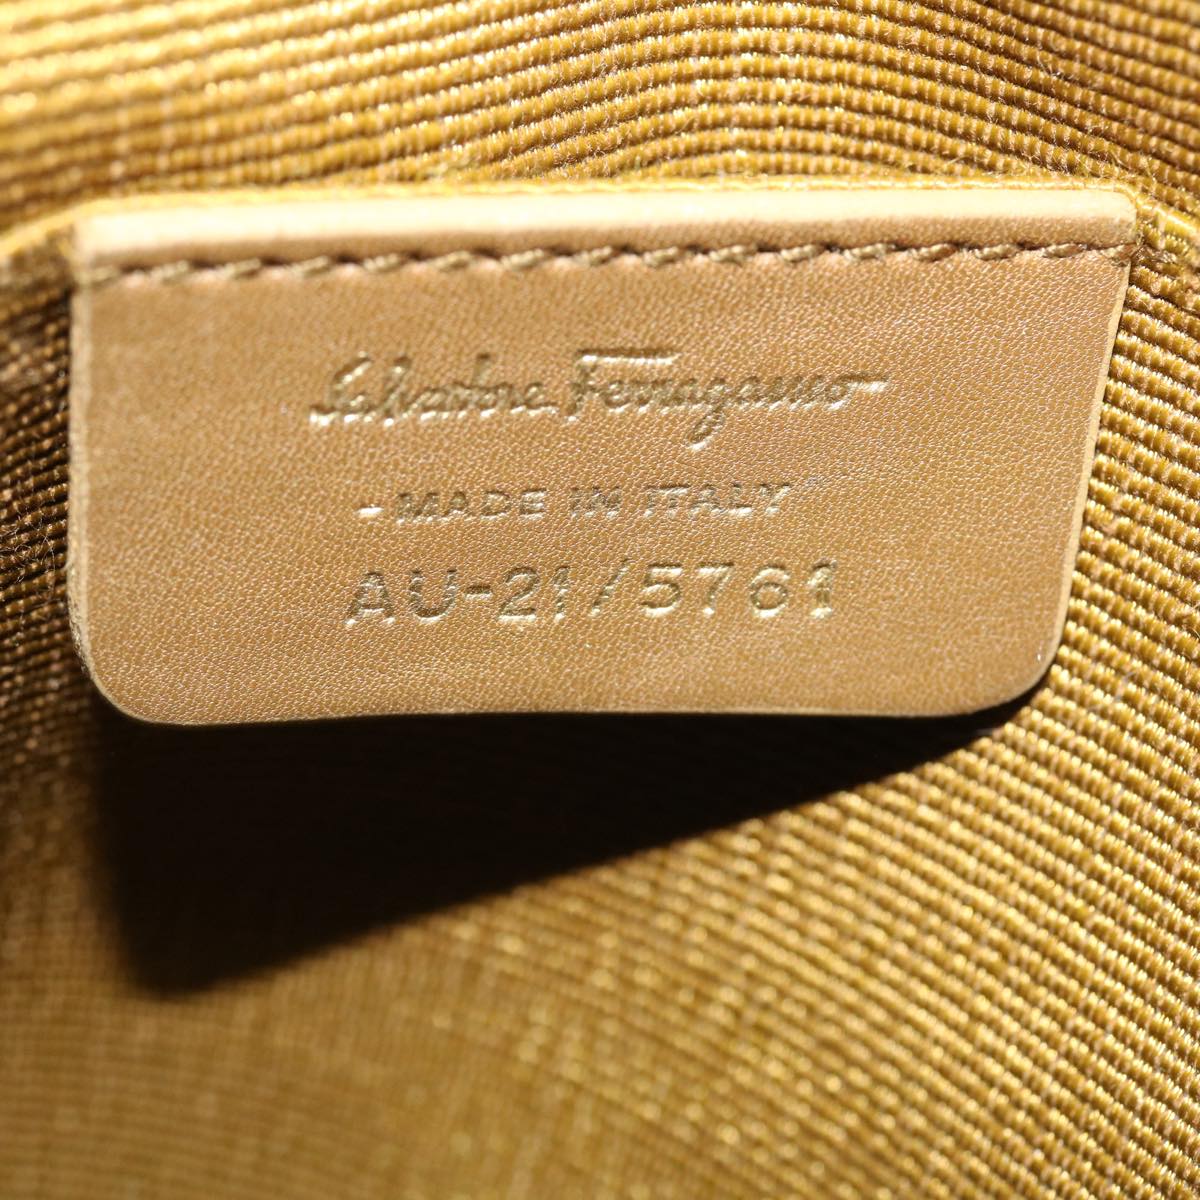 Salvatore Ferragamo
-MADE IN ITALY
AU-21/5761